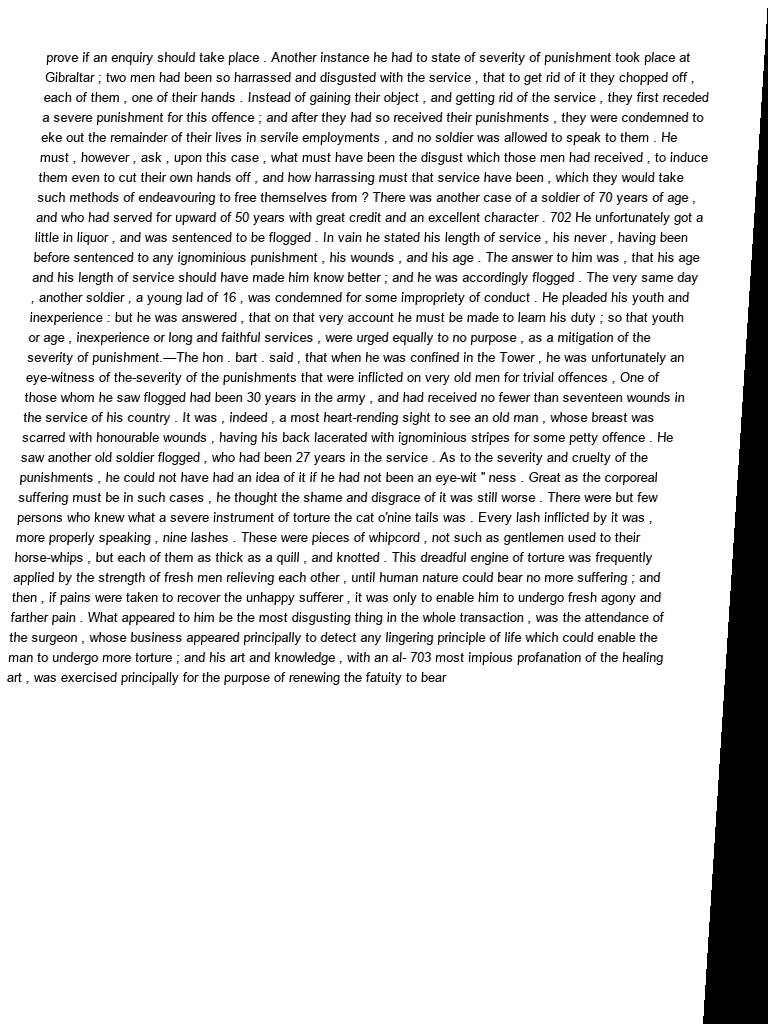 prove if an enquiry should take place . Another instance he had to state of severity of punishment took place at
Gibraltar ; two men had been so harrassed and disgusted with the service , that to get rid of it they chopped off ,
each of them , one of their hands . Instead of gaining their object , and getting rid of the service , they first receded
a severe punishment for this offence ; and after they had so received their punishments , they were condemned to
eke out the remainder of their lives in servile employments , and no soldier was allowed to speak to them . He
must , however , ask , upon this case , what must have been the disgust which those men had received , to induce
them even to cut their own hands off , and how harrassing must that service have been , which they would take
such methods of endeavouring to free themselves from ? There was another case of a soldier of 70 years of age ,
and who had served for upward of 50 years with great credit and an excellent character . 702 He unfortunately got a
little in liquor , and was sentenced to be flogged . In vain he stated his length of service , his never , having been
before sentenced to any ignominious punishment , his wounds , and his age . The answer to him was , that his age
and his length of service should have made him know better ; and he was accordingly flogged . The very same day
, another soldier , a young lad of 16 , was condemned for some impropriety of conduct . He pleaded his youth and
inexperience : but he was answered , that on that very account he must be made to learn his duty ; so that youth
or age , inexperience or long and faithful services , were urged equally to no purpose , as a mitigation of the
severity of punishment.—The hon . bart . said , that when he was confined in the Tower , he was unfortunately an
eye-witness of the-severity of the punishments that were inflicted on very old men for trivial offences , One of
those whom he saw flogged had been 30 years in the army , and had received no fewer than seventeen wounds in
the service of his country . It was , indeed , a most heart-rending sight to see an old man , whose breast was
scarred with honourable wounds , having his back lacerated with ignominious stripes for some petty offence . He
saw another old soldier flogged , who had been 27 years in the service . As to the severity and cruelty of the
punishments , he could not have had an idea of it if he had not been an eye-wit " ness . Great as the corporeal
suffering must be in such cases , he thought the shame and disgrace of it was still worse . There were but few
persons who knew what a severe instrument of torture the cat o'nine tails was . Every lash inflicted by it was ,
more properly speaking , nine lashes . These were pieces of whipcord , not such as gentlemen used to their
horse-whips , but each of them as thick as a quill , and knotted . This dreadful engine of torture was frequently
applied by the strength of fresh men relieving each other , until human nature could bear no more suffering ; and
then , if pains were taken to recover the unhappy sufferer , it was only to enable him to undergo fresh agony and
farther pain . What appeared to him be the most disgusting thing in the whole transaction , was the attendance of
the surgeon , whose business appeared principally to detect any lingering principle of life which could enable the
man to undergo more torture ; and his art and knowledge , with an al- 703 most impious profanation of the healing
art , was exercised principally for the purpose of renewing the fatuity to bear